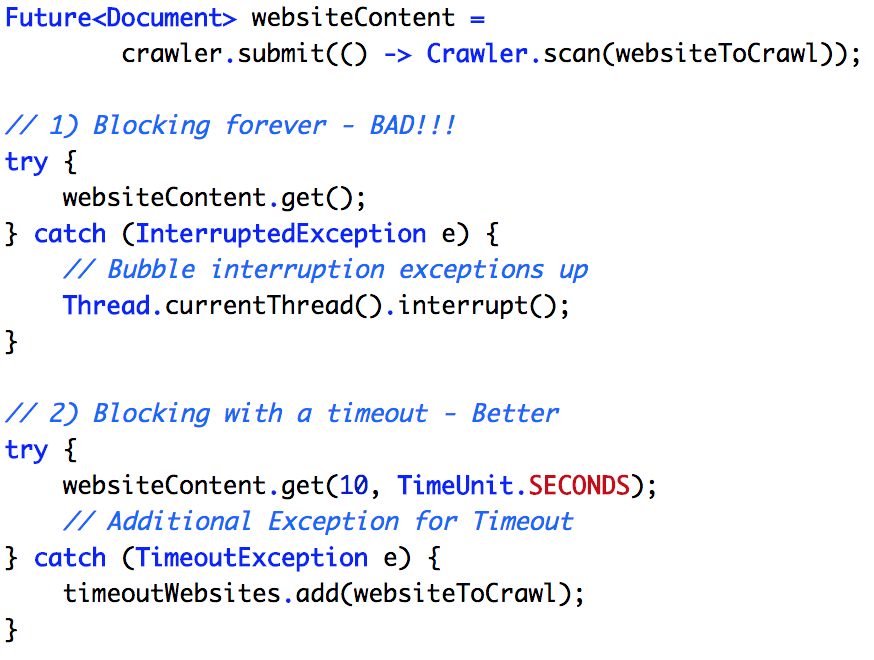 Future<Document> websiteContent =
        crawler.submit(() -> Crawler.scan(websiteToCrawl));

// 1) Blocking forever - BAD!!!
try {
    websiteContent.get();
} catch (InterruptedException e) {
    // Bubble interruption exceptions up
    Thread.currentThread().interrupt();
}

// 2) Blocking with a timeout - Better
try {
    websiteContent.get(10, TimeUnit.SECONDS);
    // Additional Exception for Timeout
} catch (TimeoutException e) {
    timeoutWebsites.add(websiteToCrawl);
}